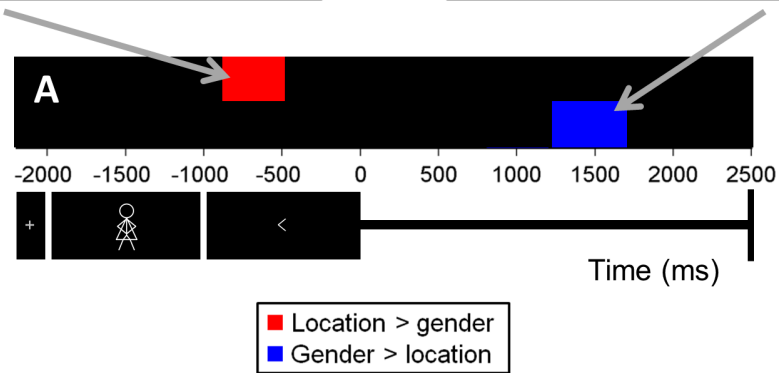 A
-2000 -1500 -1000 -500 0 500 1000 1500 2000 2500
+ <
Time (ms)
Location > gender
Gender > location